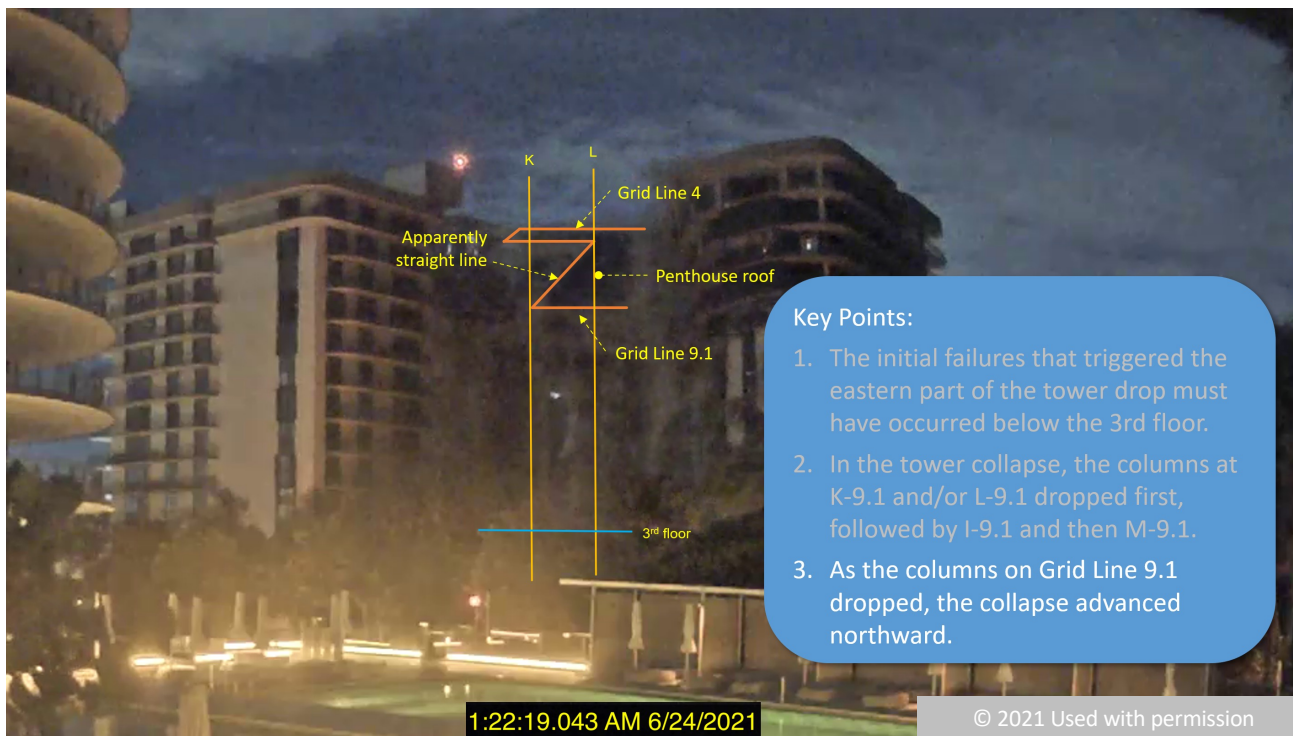 K
L
Grid Line 4
Apparently
straight line
Penthouse roof
Grid Line 9.1
3rd floor
Key Points:
1. The initial failures that triggered the
eastern part of the tower drop must
have occurred below the 3rd floor.
2. In the tower collapse, the columns at
K-9.1 and/or L-9.1 dropped first,
followed by I-9.1 and then M-9.1.
3. As the columns on Grid Line 9.1
dropped, the collapse advanced
northward.
1:22:19.043 AM 6/24/2021
© 2021 Used with permission